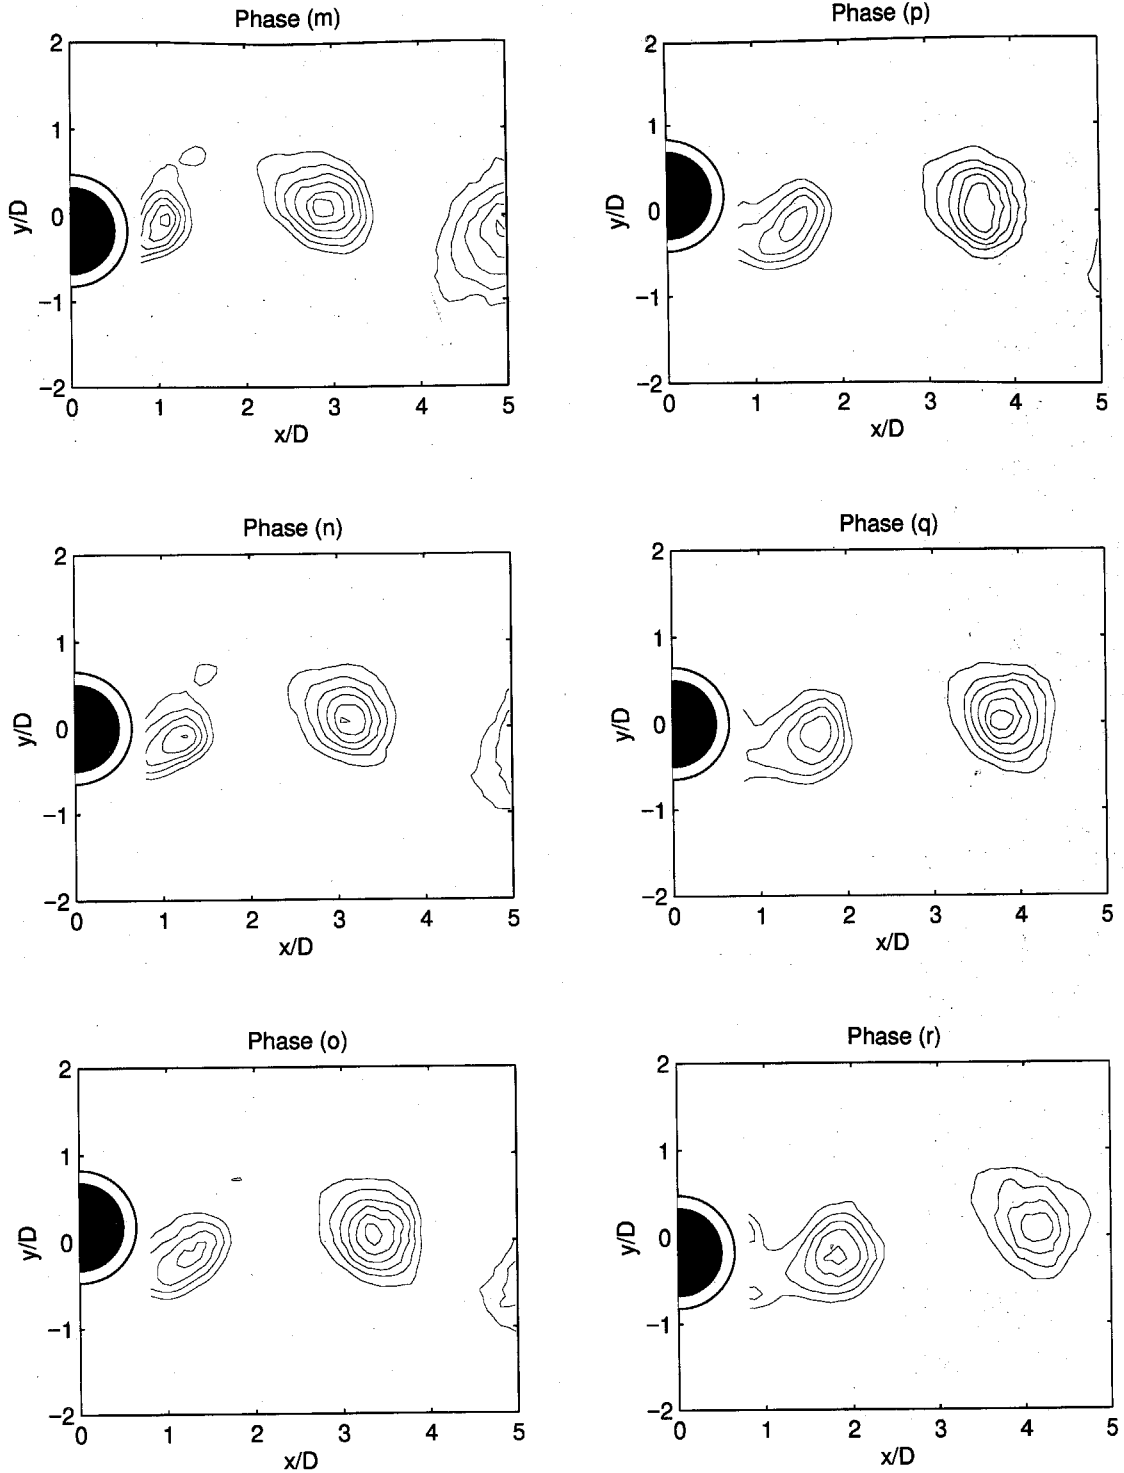 Phase (m)
2
1
0
−1
−2
y/D
0 1 2 3 4 5
x/D
Phase (p)
2
1
0
−1
−2
y/D
0 1 2 3 4 5
x/D
Phase (n)
2
1
0
−1
−2
y/D
0 1 2 3 4 5
x/D
Phase (q)
2
1
0
−1
−2
y/D
0 1 2 3 4 5
x/D
Phase (o)
2
1
0
−1
−2
y/D
0 1 2 3 4 5
x/D
Phase (r)
2
1
0
−1
−2
y/D
0 1 2 3 4 5
x/D